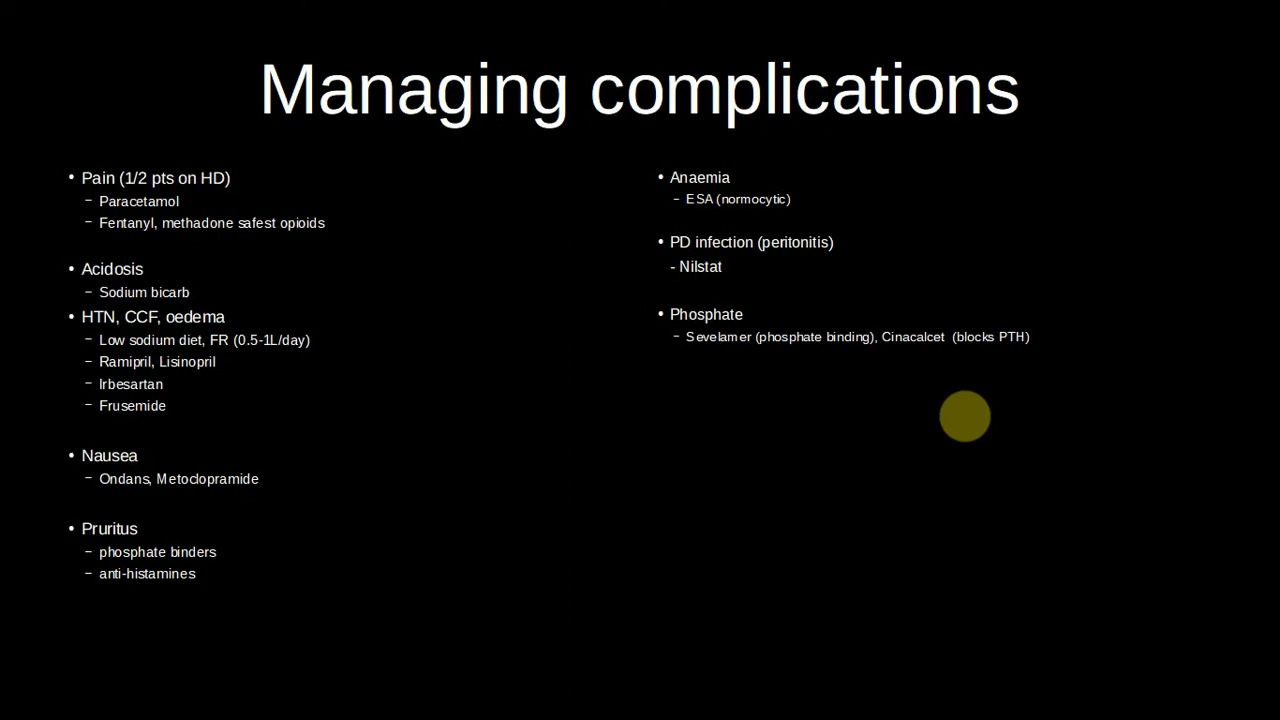 Managing complications
• Pain (1/2 pts on HD)
– Paracetamol
– Fentanyl, methadone safest opioids
• Acidosis
– Sodium bicarb
• HTN, CCF, oedema
– Low sodium diet, FR (0.5-1L/day)
– Ramipril, Lisinopril
– Irbesartan
– Frusemide
• Nausea
– Ondans, Metoclopramide
• Pruritus
– phosphate binders
– anti-histamines
• Anaemia
– ESA (normocytic)
• PD infection (peritonitis)
- Nilstat
• Phosphate
– Sevelamer (phosphate binding), Cinacalcet (blocks PTH)